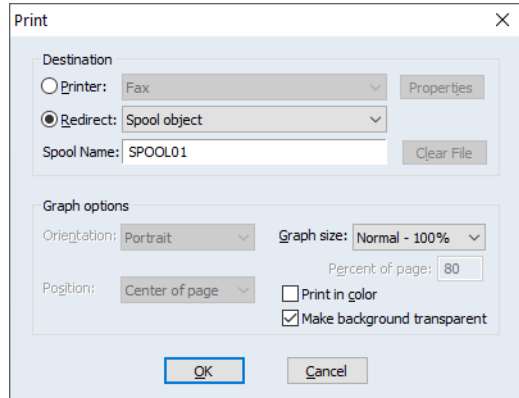 Print
Destination
Printer: Fax Properties
Redirect: Spool object
Spool Name: SPOOL01 Clear File
Graph options
Orientation: Portrait Graph size: Normal - 100%
Percent of page: 80
Position: Center of page Print in color
Make background transparent
OK Cancel